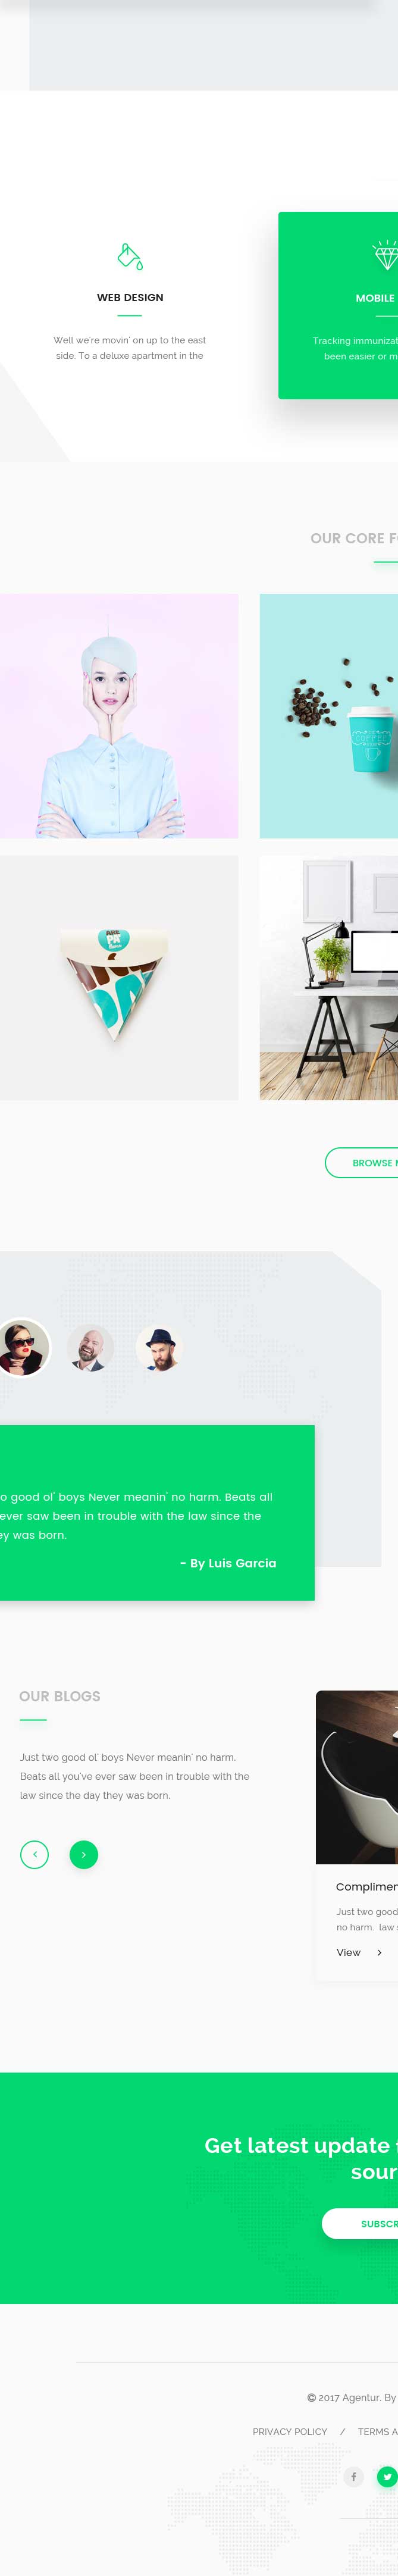 WEB DESIGN
Well we're movin' on up to the east
side. To a deluxe apartment in the
MOBILE
Tracking immunizat
been easier or m
OUR CORE F
COFFEE
BROWSE
o good ol' boys Never meanin' no harm. Beats all
ever saw been in trouble with the law since the
ey was born.
- By Luis Garcia
OUR BLOGS
Just two good ol' boys Never meanin' no harm.
Beats all you've ever saw been in trouble with the
law since the day they was born.
Complimen
Just two good
no harm. law
View
Get latest update
sour
SUBSCR
© 2017 Agentur. By
PRIVACY POLICY / TERMS A